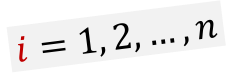 i = 1,2, … , n